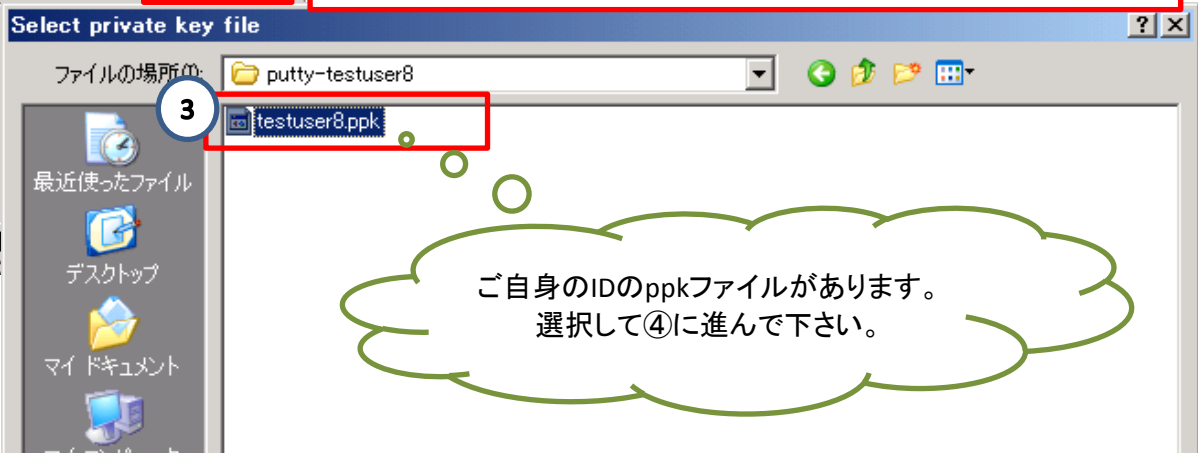 Select private key file
ファイルの場所(I):
putty-testuser8
3
testuser8.ppk
最近使ったファイル
デスクトップ
マイ ドキュメント
ご自身のIDのppkファイルがあります。
選択して④に進んで下さい。